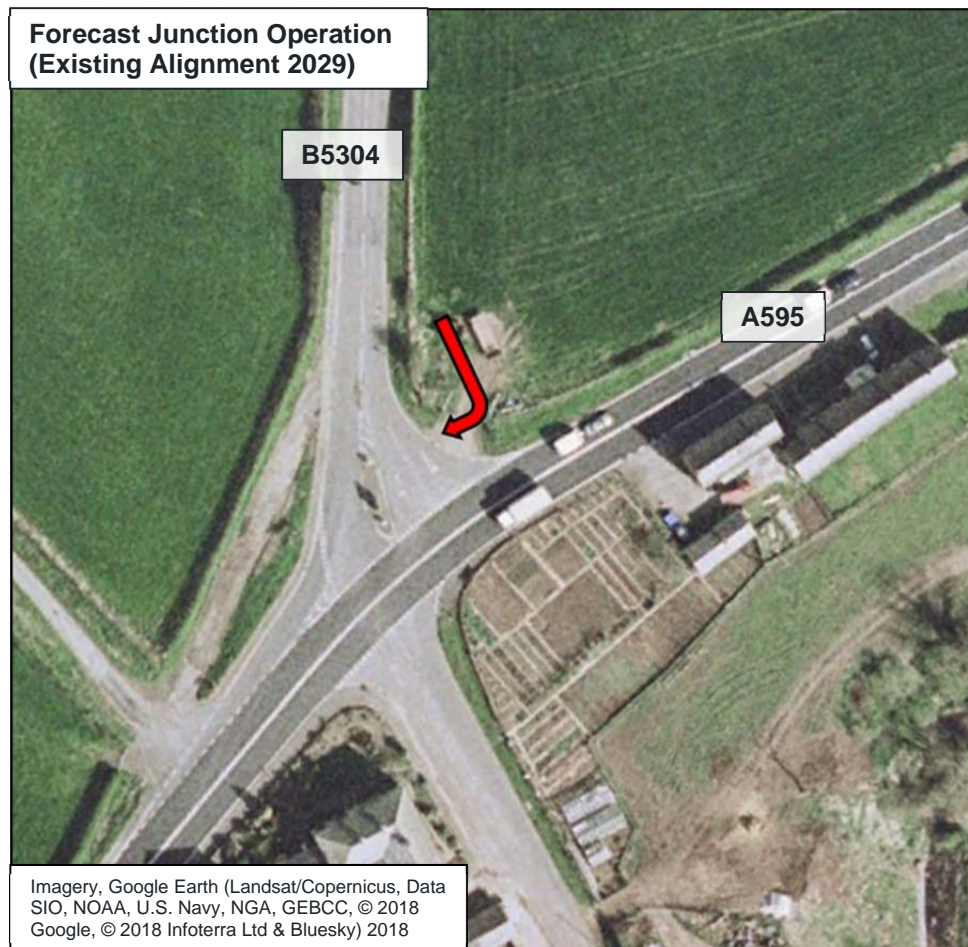 Forecast Junction Operation
(Existing Alignment 2029)
B5304
A595
Imagery, Google Earth (Landsat/Copernicus, Data
SIO, NOAA, U.S. Navy, NGA, GEBCC, © 2018
Google, © 2018 Infoterra Ltd & Bluesky) 2018